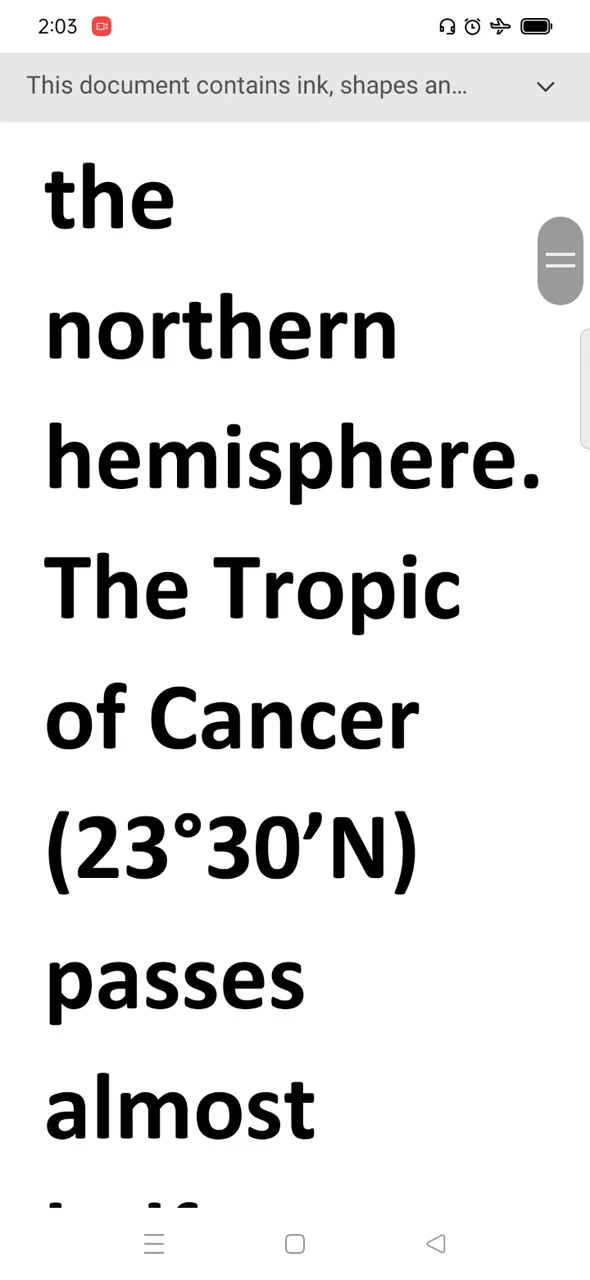 2:03
This document contains ink, shapes an...
the
northern
hemisphere.
The Tropic
of Cancer
(23°30’N)
passes
almost